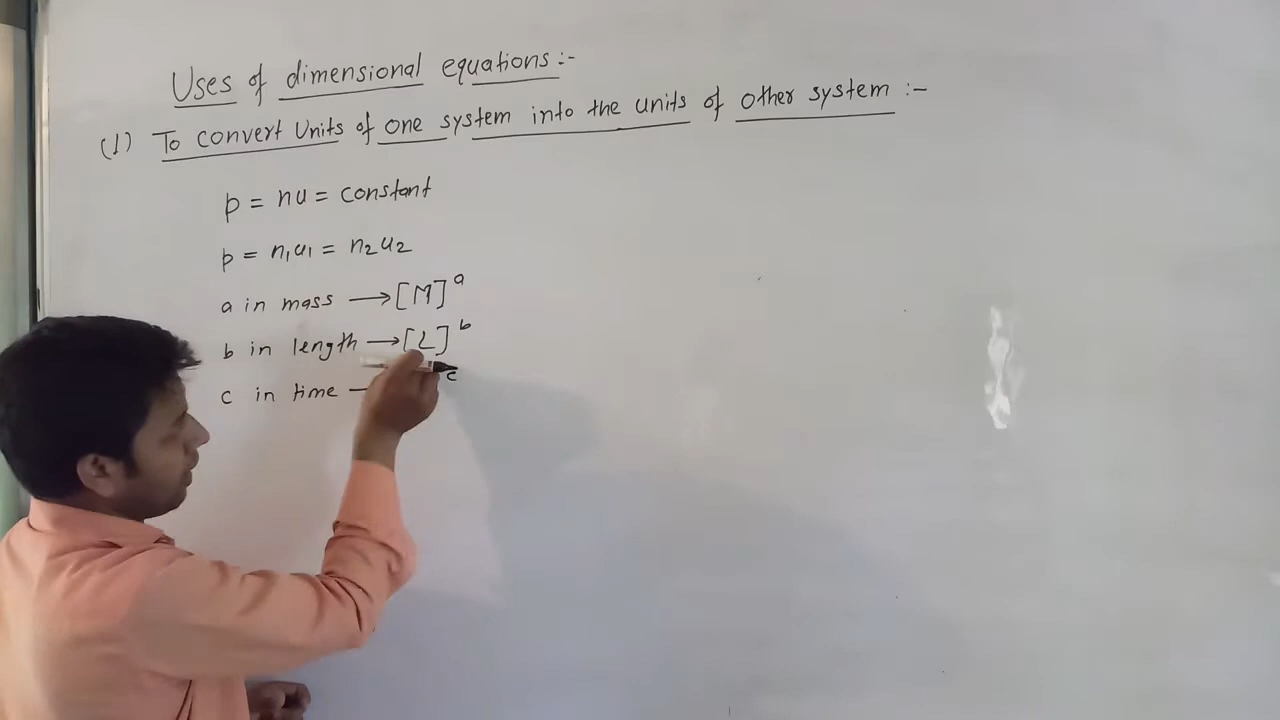 Uses of dimensional equations :-
(1) To convert Units of one system into the units of other system :-
p = nu = constant
p = n₁u₁ = n₂u₂
a in mass → [M]ᵃ
b in length → [L]ᵇ
c in time — c